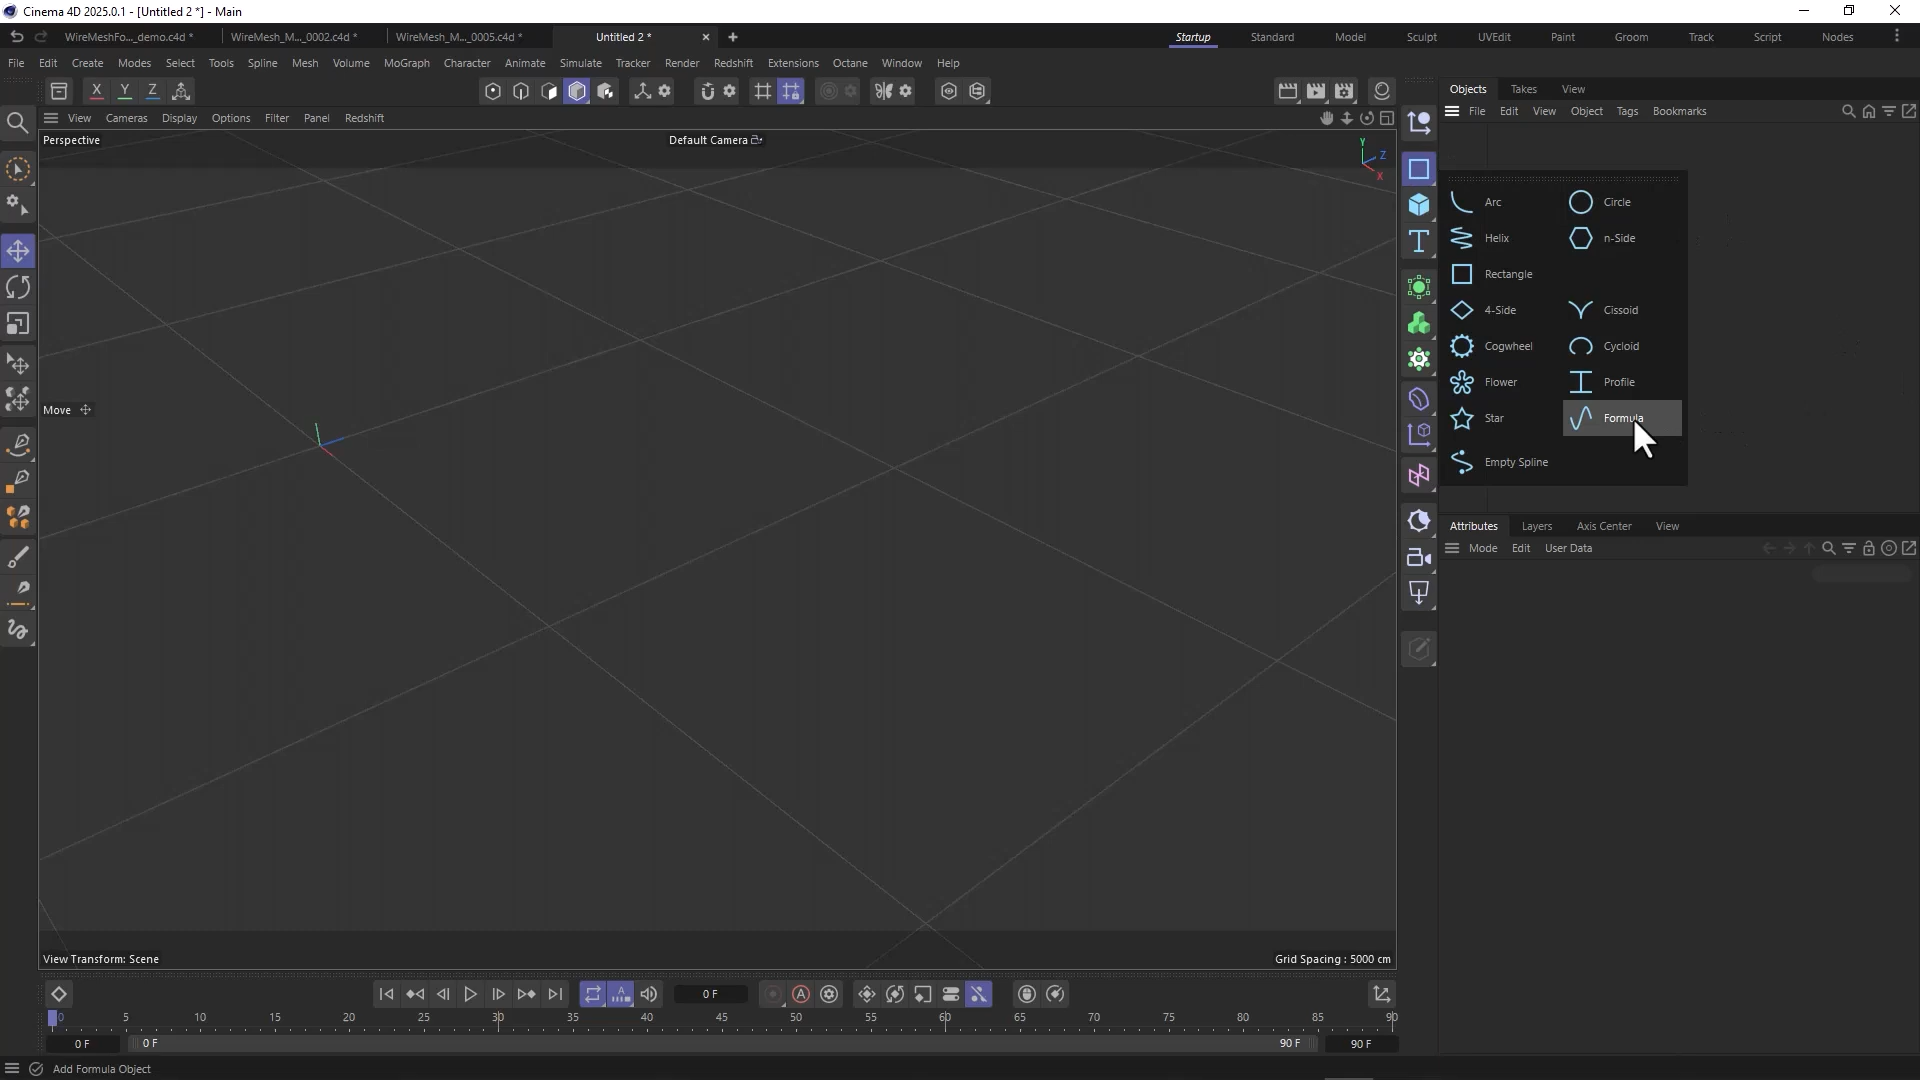 Cinema 4D 2025.0.1 - [Untitled 2 *] - Main
WireMeshFo..._demo.c4d *
WireMesh_M..._0002.c4d *
WireMesh_M..._0005.c4d *
Untitled 2 *
Startup
Standard
Model
Sculpt
UVEdit
Paint
Groom
Track
Script
Nodes
File
Edit
Create
Modes
Select
Tools
Spline
Mesh
Volume
MoGraph
Character
Animate
Simulate
Tracker
Render
Redshift
Extensions
Octane
Window
Help
X
Y
Z
View
Cameras
Display
Options
Filter
Panel
Redshift
Perspective
Default Camera
Y
Z
X
Move
View Transform: Scene
Grid Spacing : 5000 cm
Objects
Takes
View
File
Edit
View
Object
Tags
Bookmarks
Arc
Circle
Helix
n-Side
Rectangle
4-Side
Cissoid
Cogwheel
Cycloid
Flower
Profile
Star
Formula
Empty Spline
Attributes
Layers
Axis Center
View
Mode
Edit
User Data
A
0 F
A
0
5
10
15
20
25
30
35
40
45
50
55
60
65
70
75
80
85
90
0 F
0 F
90 F
90 F
Add Formula Object